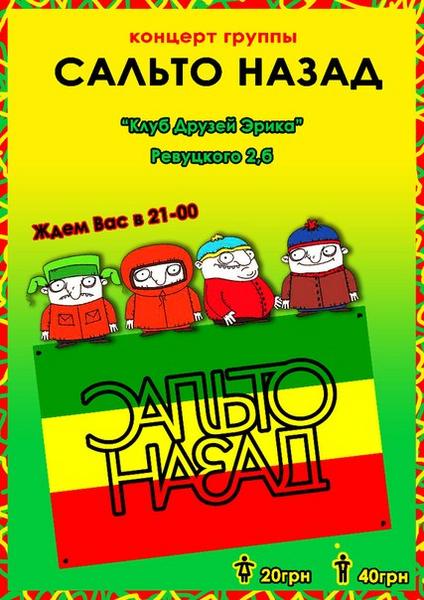 концерт группы
САЛЬТО НАЗАД
"Клуб Друзей Эрика"
Ревуцкого 2,б
Ждем Вас в 21-00
САЛЬТО
НАЗАД
20грн 40грн